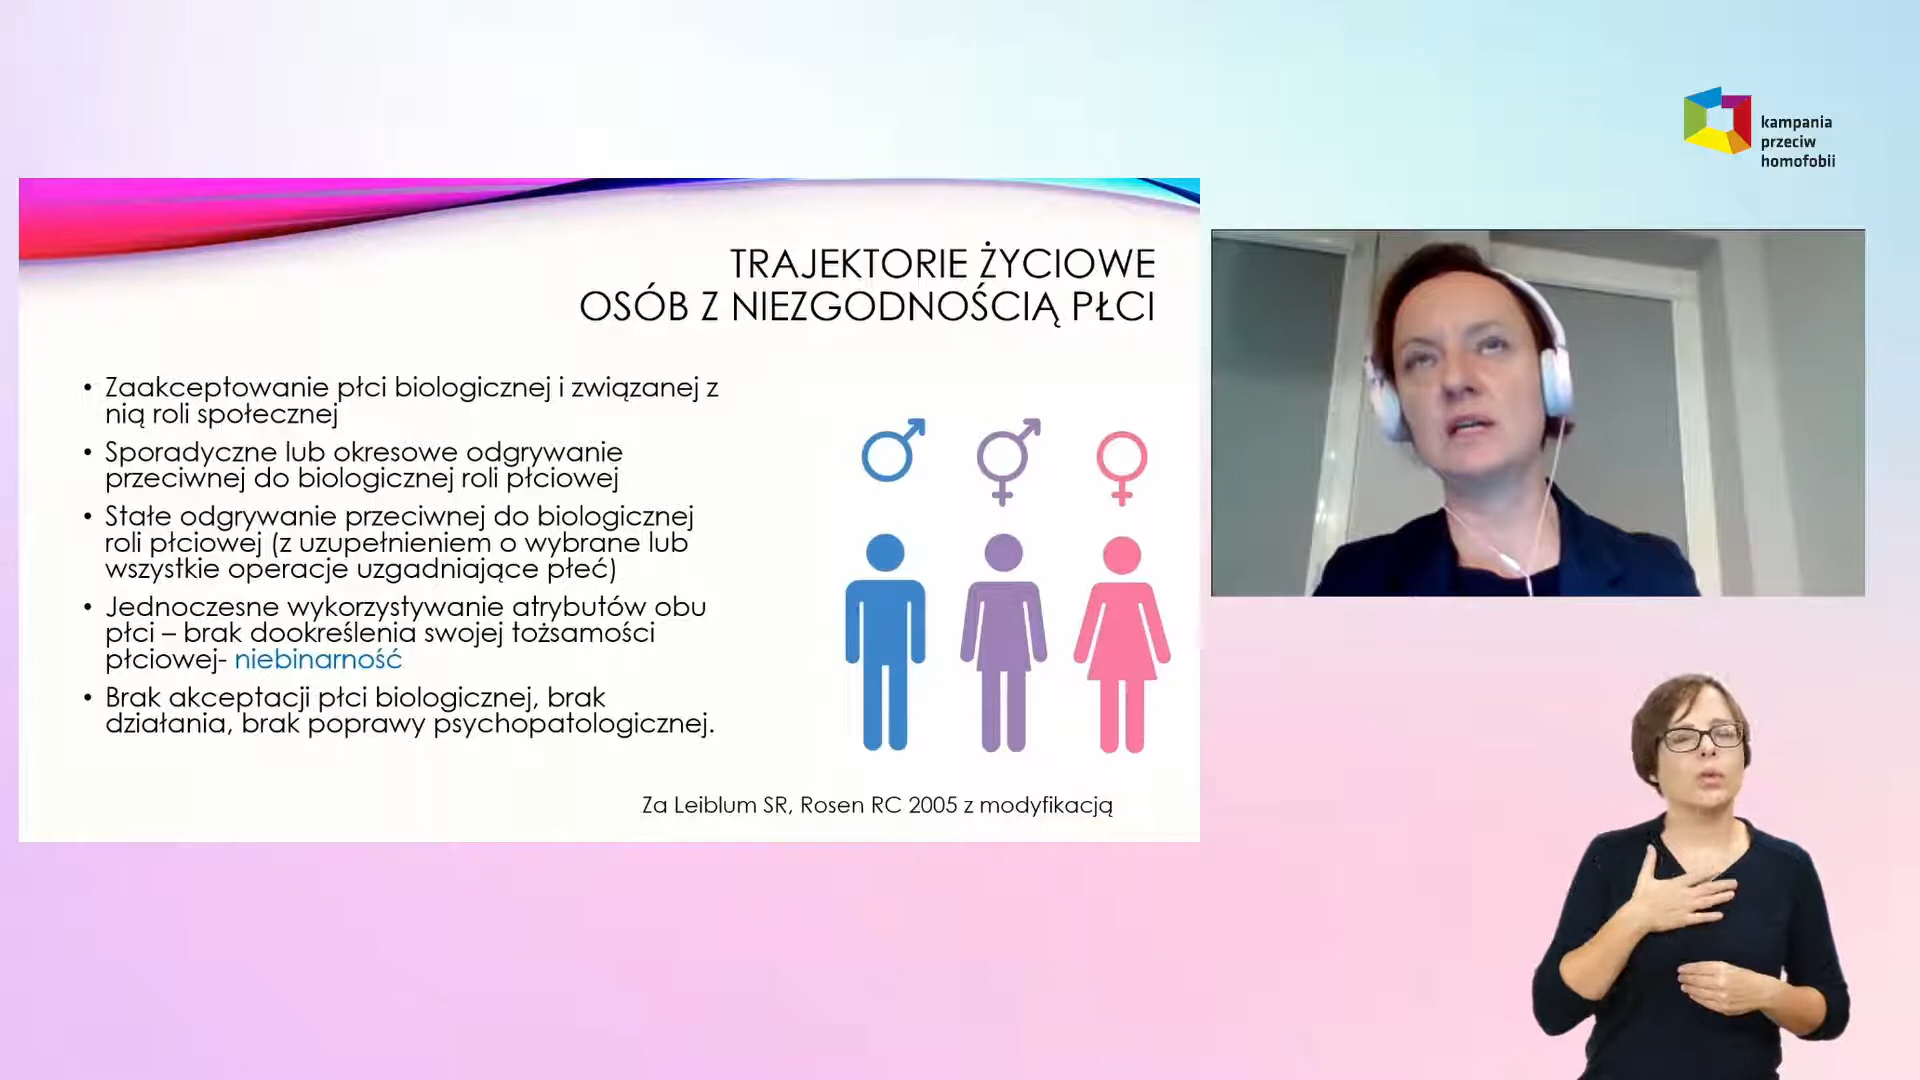 kampania
przeciw
homofobii
TRAJEKTORIE ŻYCIOWE
OSÓB Z NIEZGODNOŚCIĄ PŁCI
• Zaakceptowanie płci biologicznej i związanej z
nią roli społecznej
• Sporadyczne lub okresowe odgrywanie
przeciwnej do biologicznej roli płciowej
• Stałe odgrywanie przeciwnej do biologicznej
roli płciowej (z uzupełnieniem o wybrane lub
wszystkie operacje uzgadniające płeć)
• Jednoczesne wykorzystywanie atrybutów obu
płci – brak dookreślenia swojej tożsamości
płciowej- niebinarność
• Brak akceptacji płci biologicznej, brak
działania, brak poprawy psychopatologicznej.
Za Leiblum SR, Rosen RC 2005 z modyfikacją